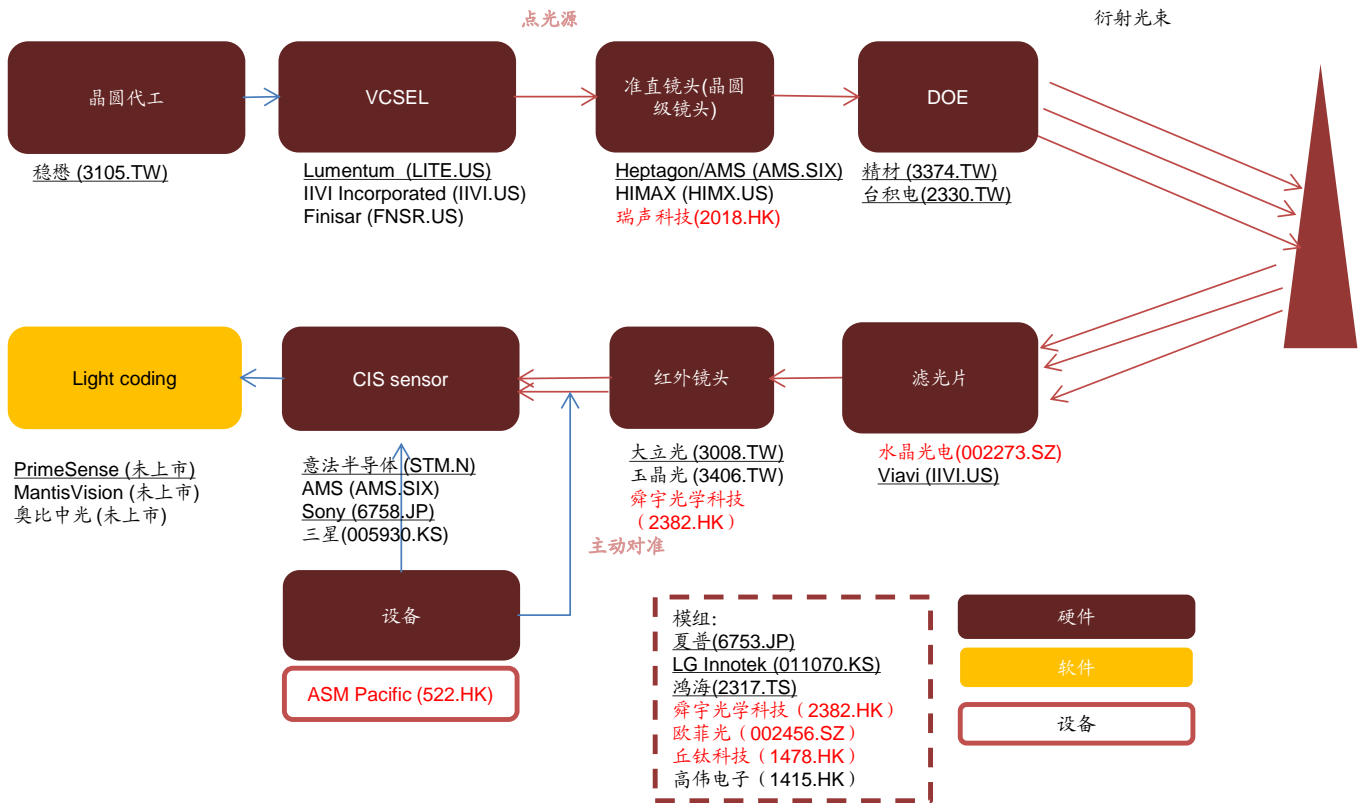 点光源
衍射光束
晶圆代工
VCSEL
准直镜头(晶圆
级镜头)
DOE
稳懋 (3105.TW)
Lumentum (LITE.US)
IIVI Incorporated (IIVI.US)
Finisar (FNSR.US)
Heptagon/AMS (AMS.SIX)
HIMAX (HIMX.US)
瑞声科技(2018.HK)
精材 (3374.TW)
台积电(2330.TW)
Light coding
CIS sensor
红外镜头
滤光片
PrimeSense (未上市)
MantisVision (未上市)
奥比中光 (未上市)
意法半导体 (STM.N)
AMS (AMS.SIX)
Sony (6758.JP)
三星(005930.KS)
大立光 (3008.TW)
玉晶光 (3406.TW)
舜宇光学科技
（2382.HK）
水晶光电(002273.SZ)
Viavi (IIVI.US)
主动对准
设备
ASM Pacific (522.HK)
模组:
夏普(6753.JP)
LG Innotek (011070.KS)
鸿海(2317.TS)
舜宇光学科技（2382.HK）
欧菲光（002456.SZ）
丘钛科技（1478.HK）
高伟电子（1415.HK）
硬件
软件
设备